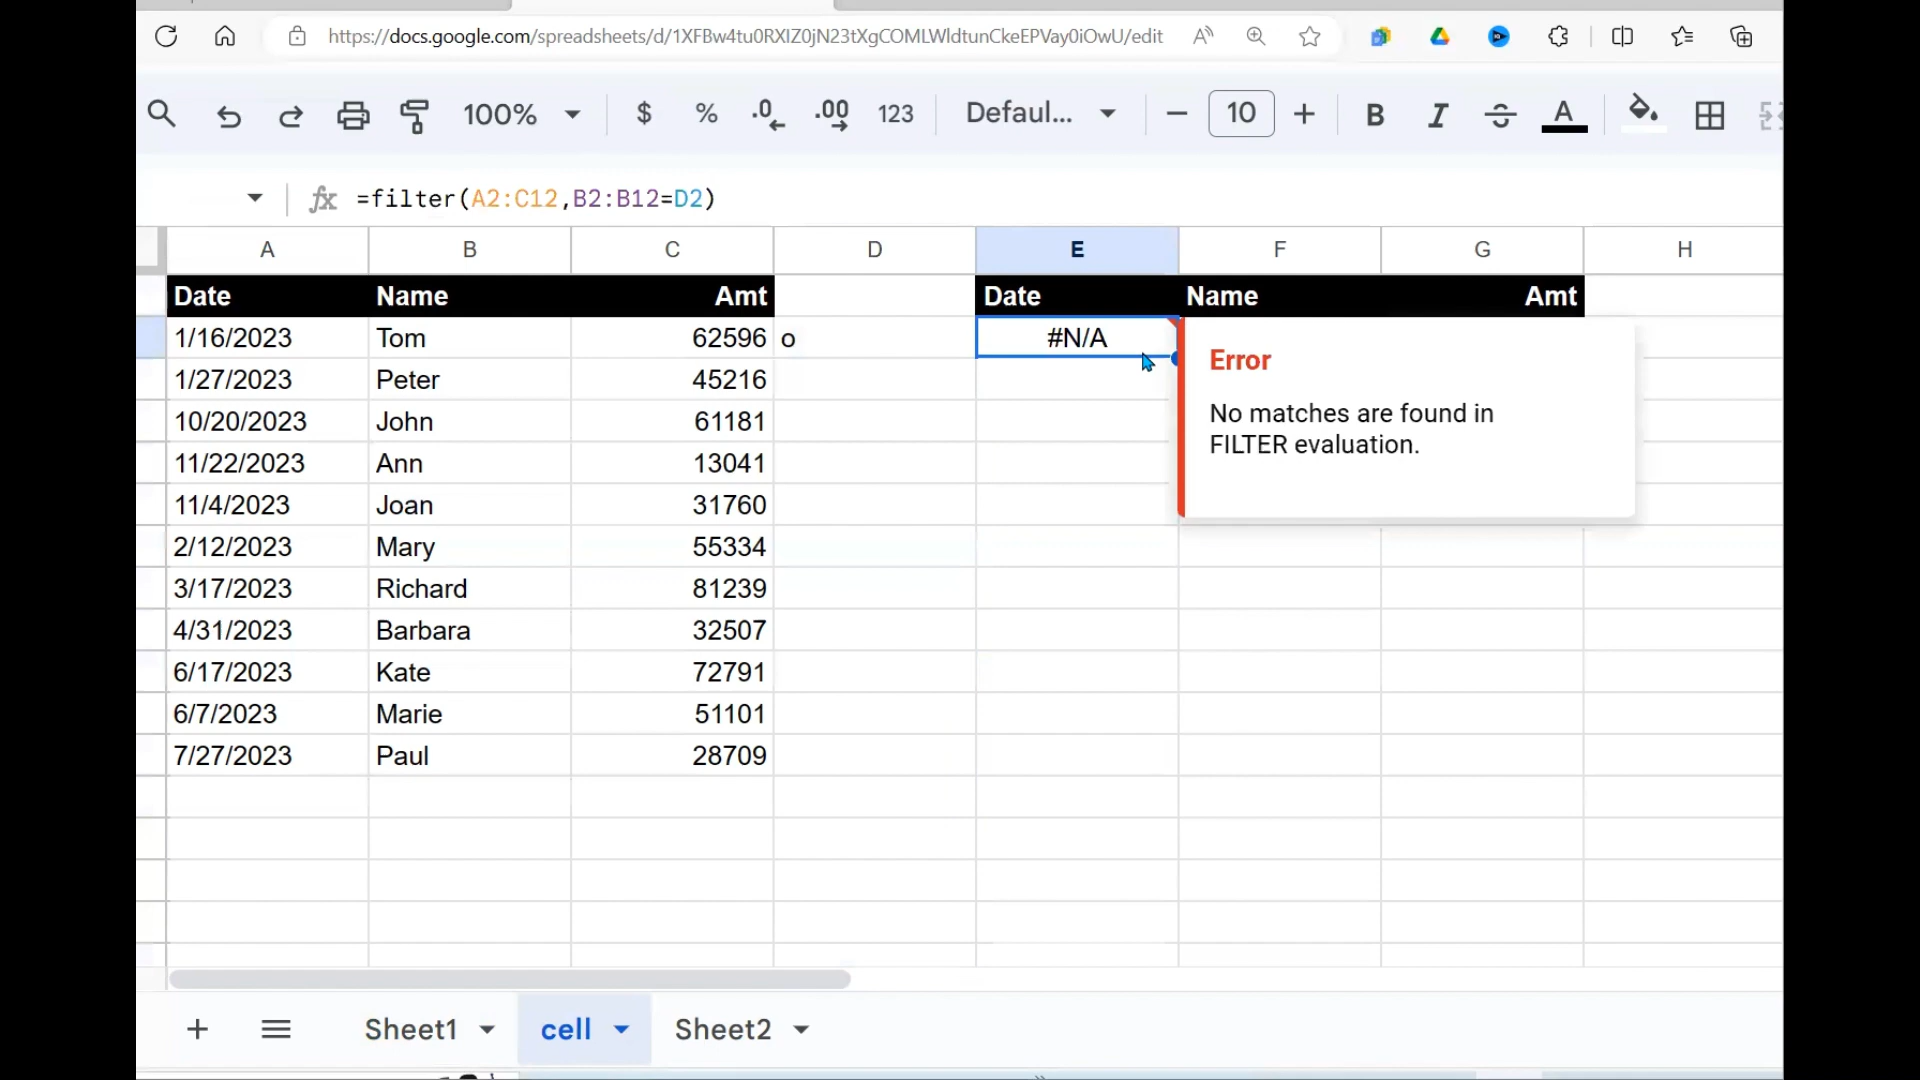 https://docs.google.com/spreadsheets/d/1XFBw4tu0RXIZ0jN23tXgCOMLWldtunCkeEPVay0iOwU/edit A
100% $ % .0 .00 123 Defaul... − 10 + B I S A
fx =filter(A2:C12,B2:B12=D2)
A B C D E F G H
Date Name Amt Date Name Amt
1/16/2023 Tom 62596 o #N/A
Error
1/27/2023 Peter 45216
No matches are found in
FILTER evaluation.
10/20/2023 John 61181
11/22/2023 Ann 13041
11/4/2023 Joan 31760
2/12/2023 Mary 55334
3/17/2023 Richard 81239
4/31/2023 Barbara 32507
6/17/2023 Kate 72791
6/7/2023 Marie 51101
7/27/2023 Paul 28709
+ Sheet1 cell Sheet2